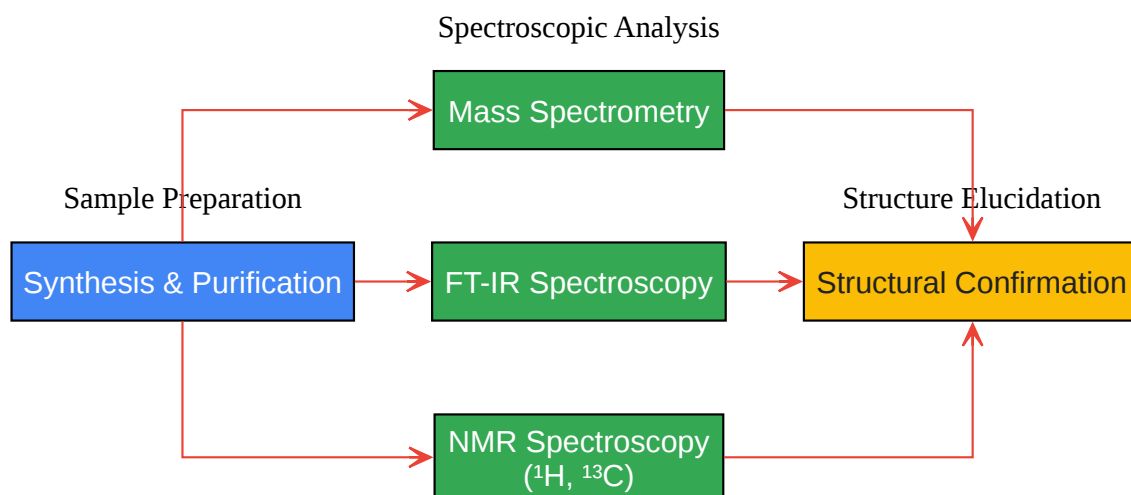 Spectroscopic Analysis
Mass Spectrometry
Sample Preparation
Structure Elucidation
Synthesis & Purification
FT-IR Spectroscopy
Structural Confirmation
NMR Spectroscopy
(¹H, ¹³C)